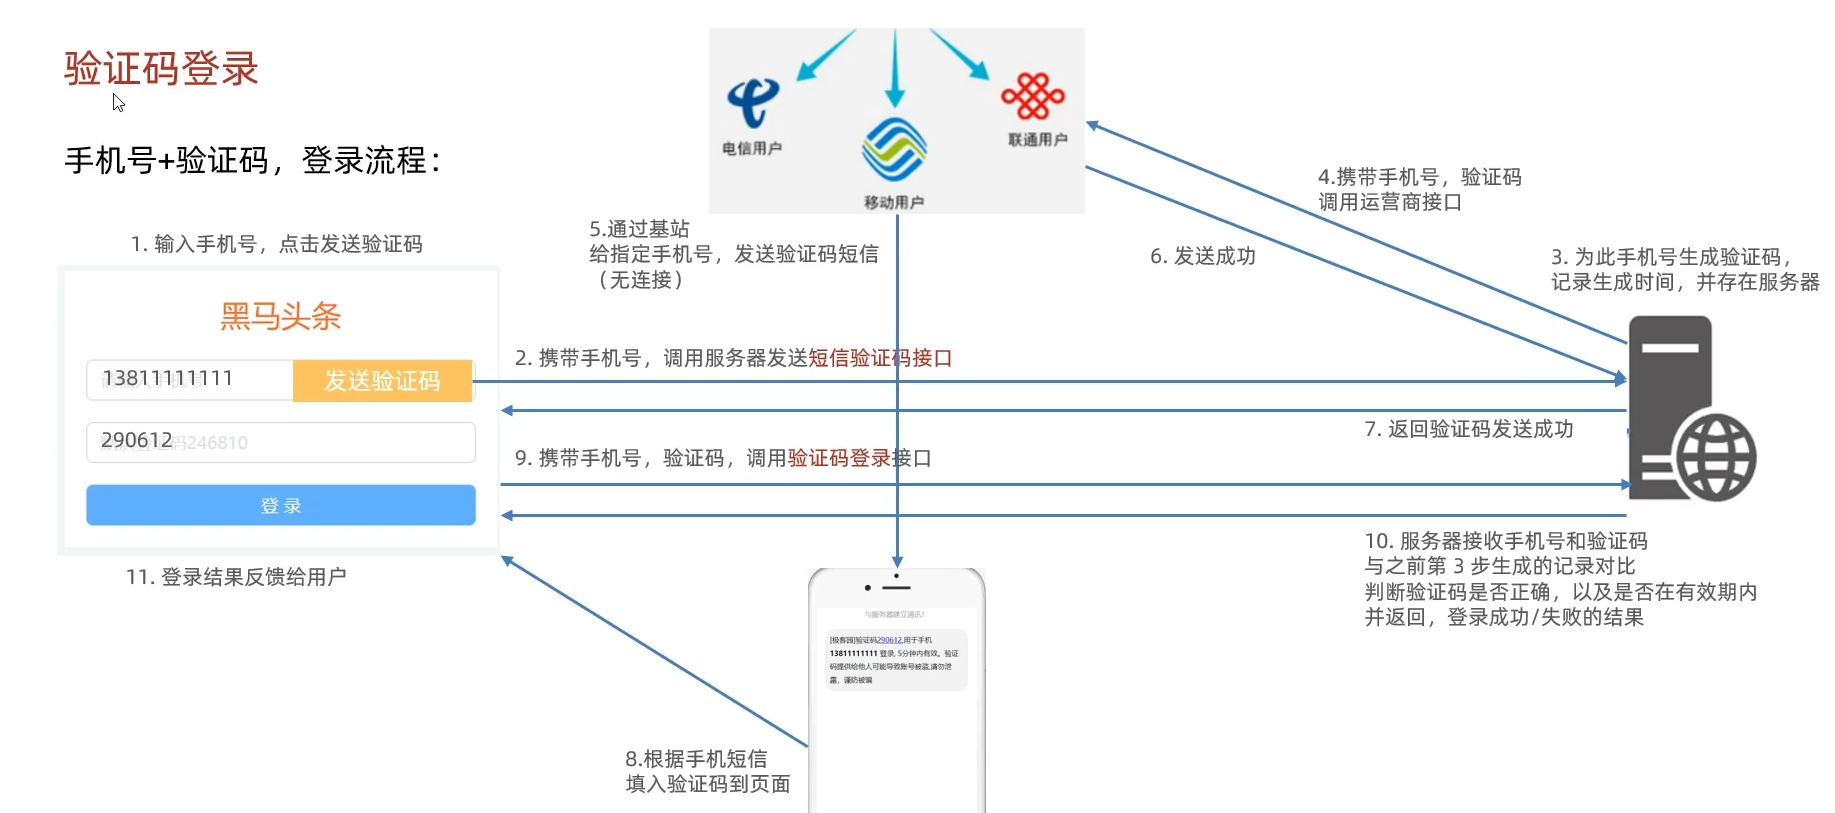 验证码登录
手机号+验证码，登录流程：
电信用户
移动用户
联通用户
1. 输入手机号，点击发送验证码
黑马头条
13811111111
发送验证码
290612
246810
登 录
11. 登录结果反馈给用户
5.通过基站
给指定手机号，发送验证码短信
（无连接）
4.携带手机号，验证码
调用运营商接口
6. 发送成功
3. 为此手机号生成验证码，
记录生成时间，并存在服务器
2. 携带手机号，调用服务器发送短信验证码接口
7. 返回验证码发送成功
9. 携带手机号，验证码，调用验证码登录接口
10. 服务器接收手机号和验证码
与之前第 3 步生成的记录对比
判断验证码是否正确，以及是否在有效期内
并返回，登录成功/失败的结果
与服务器建立通讯!
[极客园]验证码290612,用于手机
13811111111 登录, 5分钟内有效。验证
码提供给他人可能导致账号被盗,请勿泄
露，谨防被骗
8.根据手机短信
填入验证码到页面